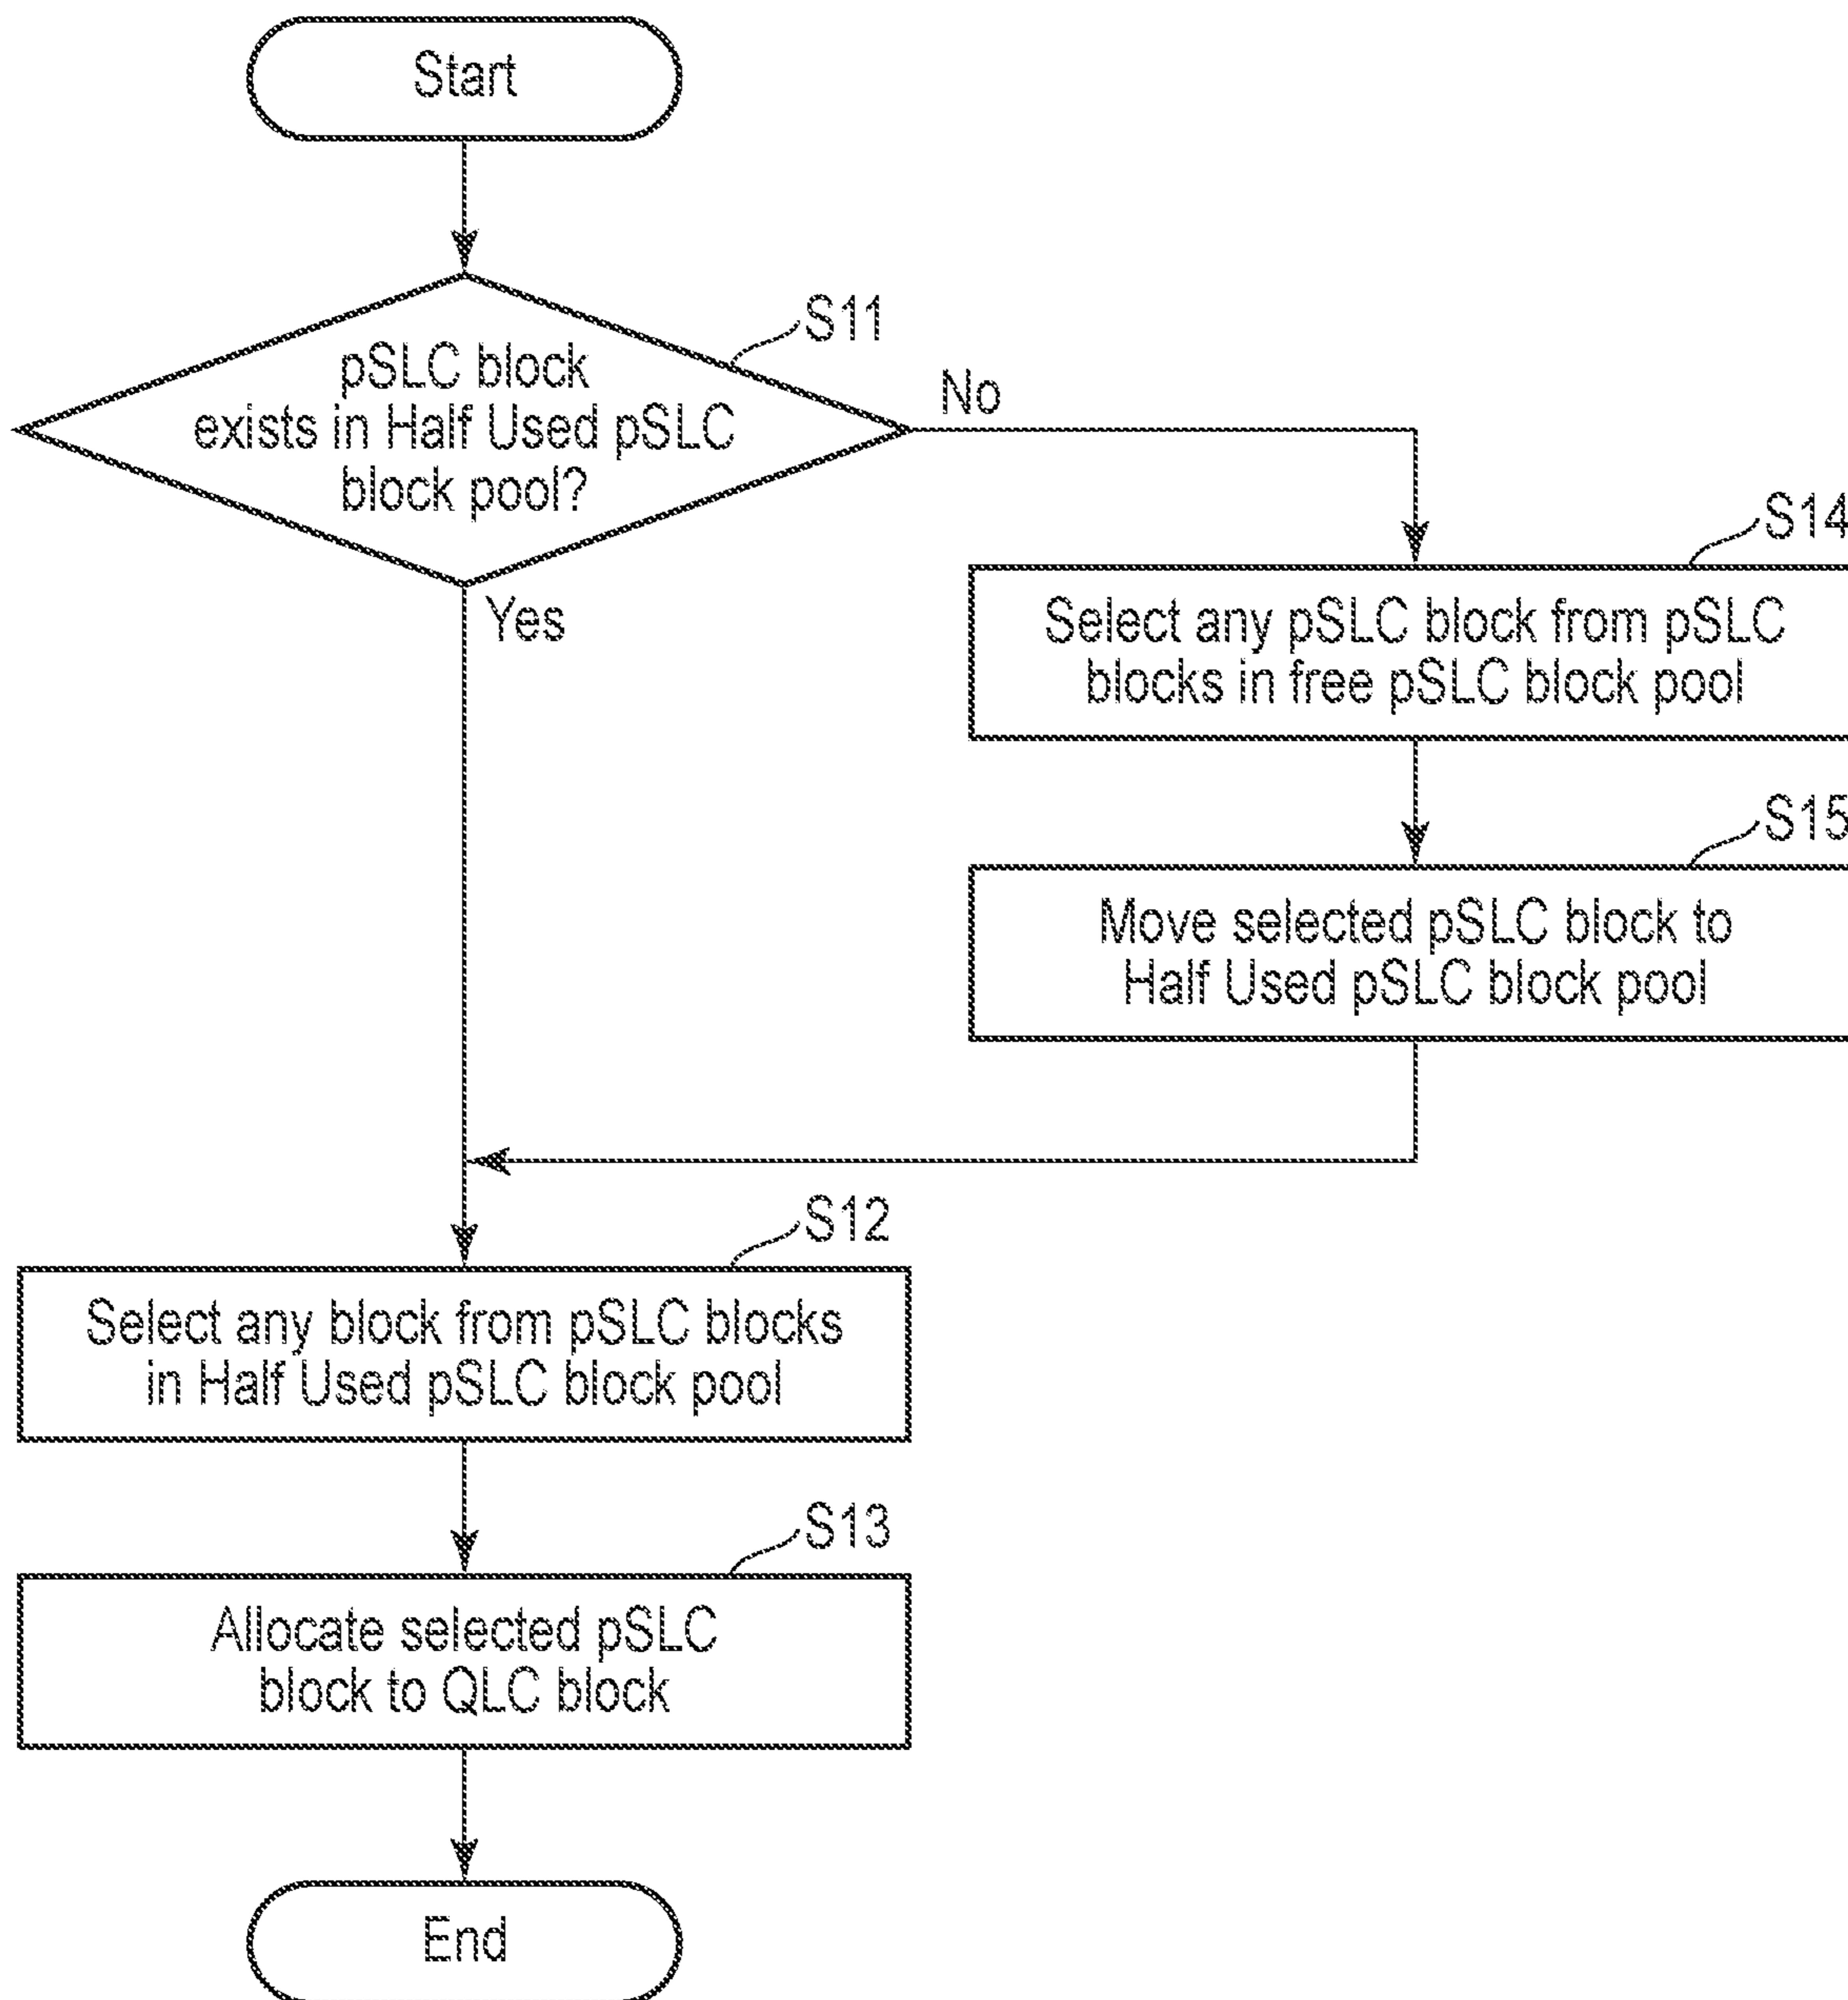 Start
S11
pSLC block
exists in Half Used pSLC
block pool?
No
Yes
S14
Select any pSLC block from pSLC
blocks in free pSLC block pool
S15
Move selected pSLC block to
Half Used pSLC block pool
S12
Select any block from pSLC blocks
in Half Used pSLC block pool
S13
Allocate selected pSLC
block to QLC block
End